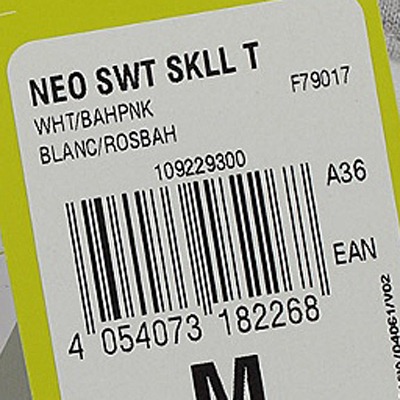 NEO SWT SKLL T
F79017
WHT/BAHPNK
BLANC/ROSBAH
109229300
A36
EAN
4 054073 182268
M